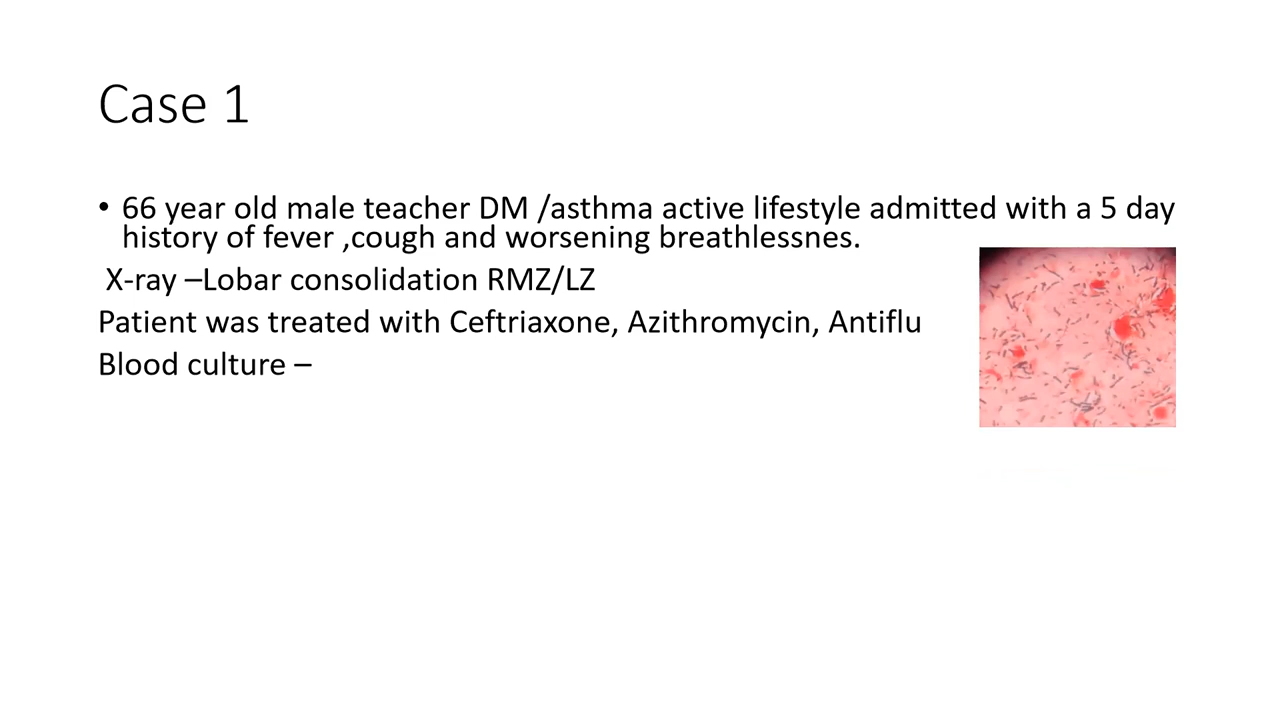 Case 1
• 66 year old male teacher DM /asthma active lifestyle admitted with a 5 day
history of fever ,cough and worsening breathlessnes.
X-ray –Lobar consolidation RMZ/LZ
Patient was treated with Ceftriaxone, Azithromycin, Antiflu
Blood culture –